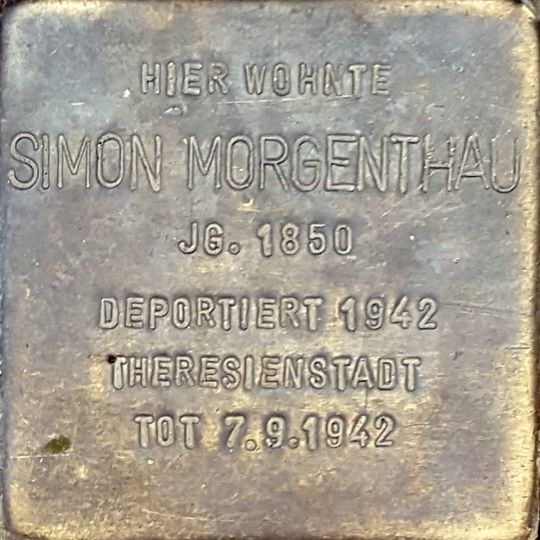 HIER WOHNTE
SIMON MORGENTHAU
JG. 1850
DEPORTIERT 1942
THERESIENSTADT
TOT 7.9.1942